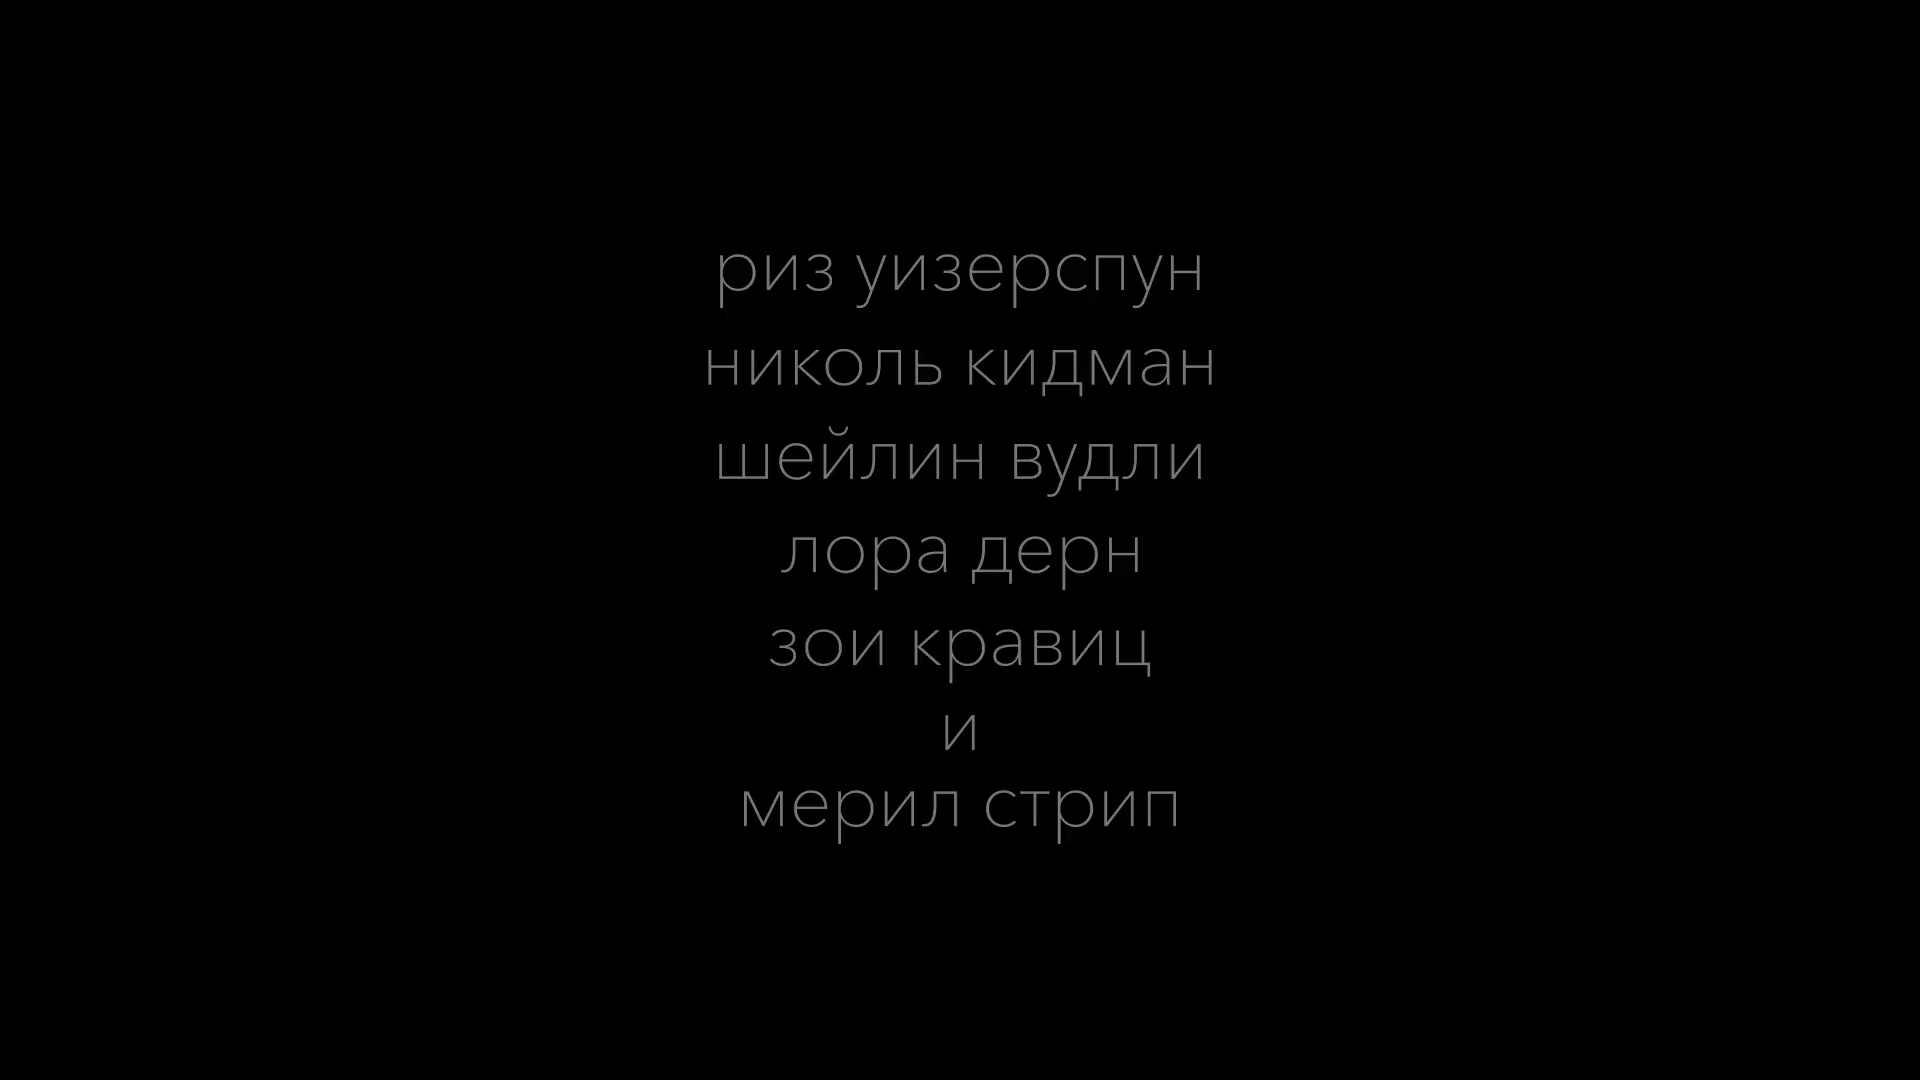 риз уизерспун
николь кидман
шейлин вудли
лора дерн
зои кравиц
и
мерил стрип